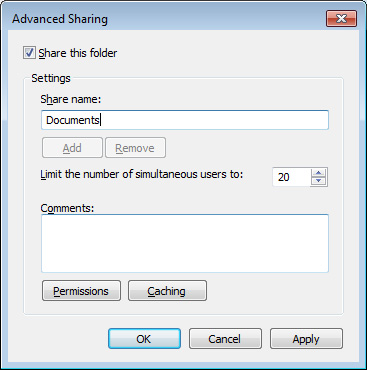 Advanced Sharing
Share this folder
Settings
Share name:
Documents
Add Remove
Limit the number of simultaneous users to: 20
Comments:
Permissions Caching
OK Cancel Apply